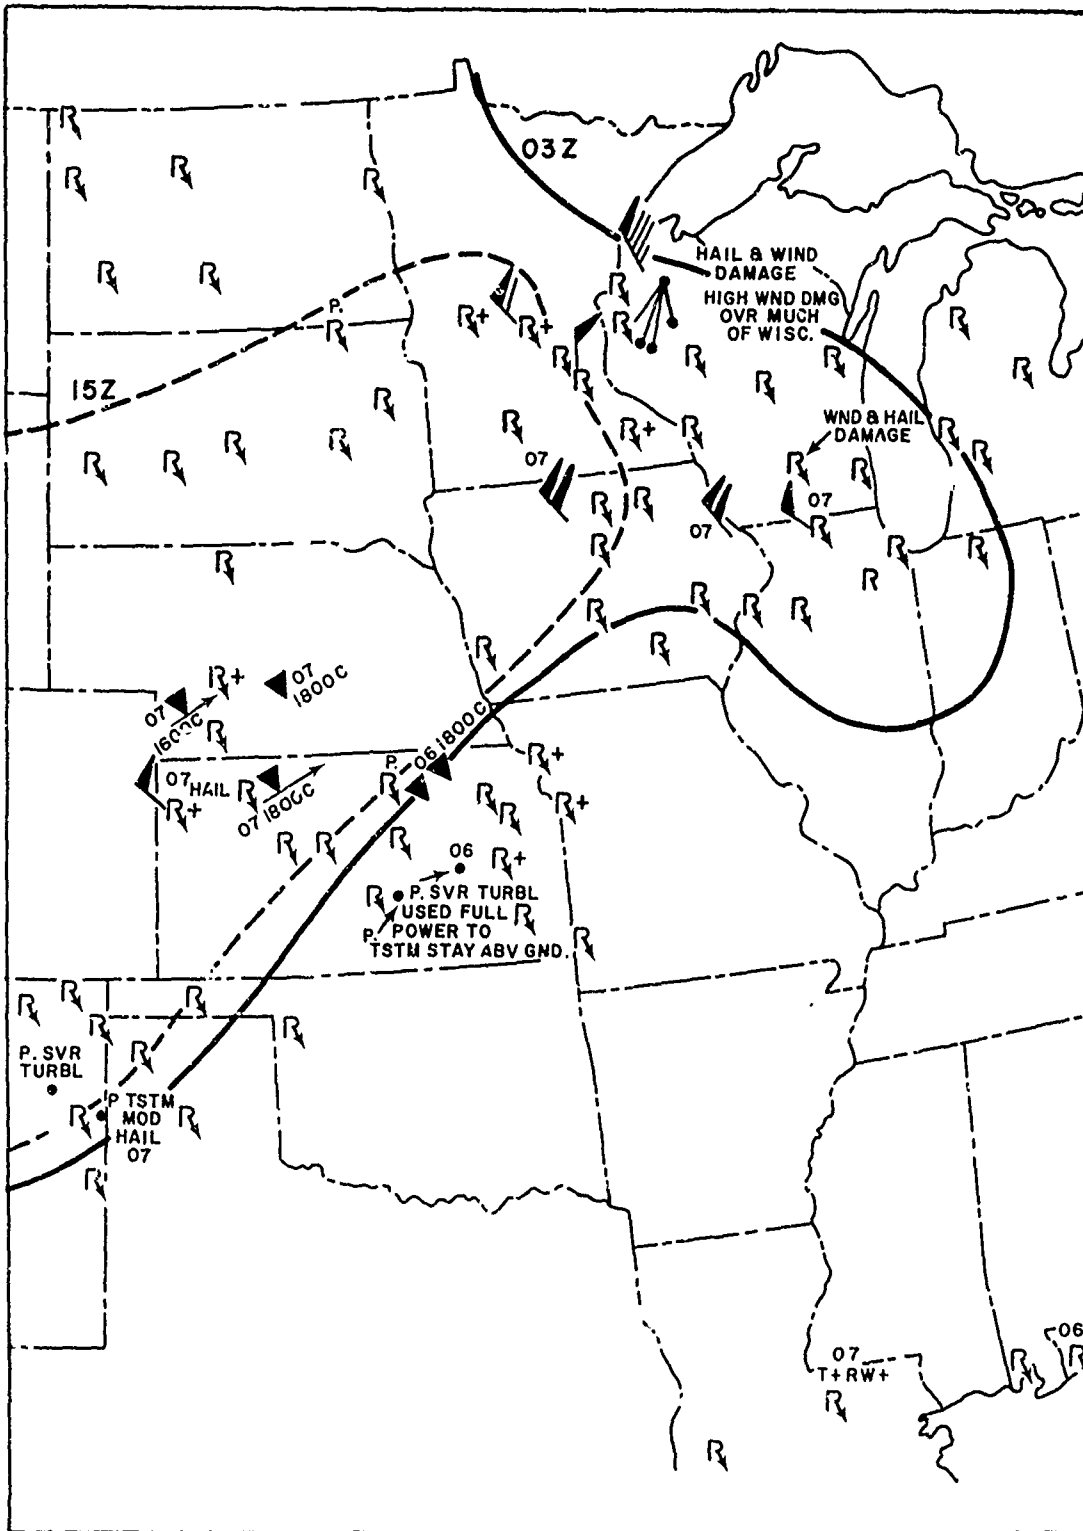 03Z
HAIL & WIND
DAMAGE
HIGH WND DMG
OVR MUCH
OF WISC.
P.
R+
R+
15Z
WND & HAIL
DAMAGE
R+
07
07
07
R
R+
07
1800C
07
1600C
06 1800C
P.
R+
07 HAIL
R+
07 1800C
R+
06
R+
P. SVR TURBL
USED FULL
POWER TO
P.
TSTM STAY ABV GND.
P. SVR
TURBL
P TSTM
MOD
HAIL
07
07
T+RW+
06